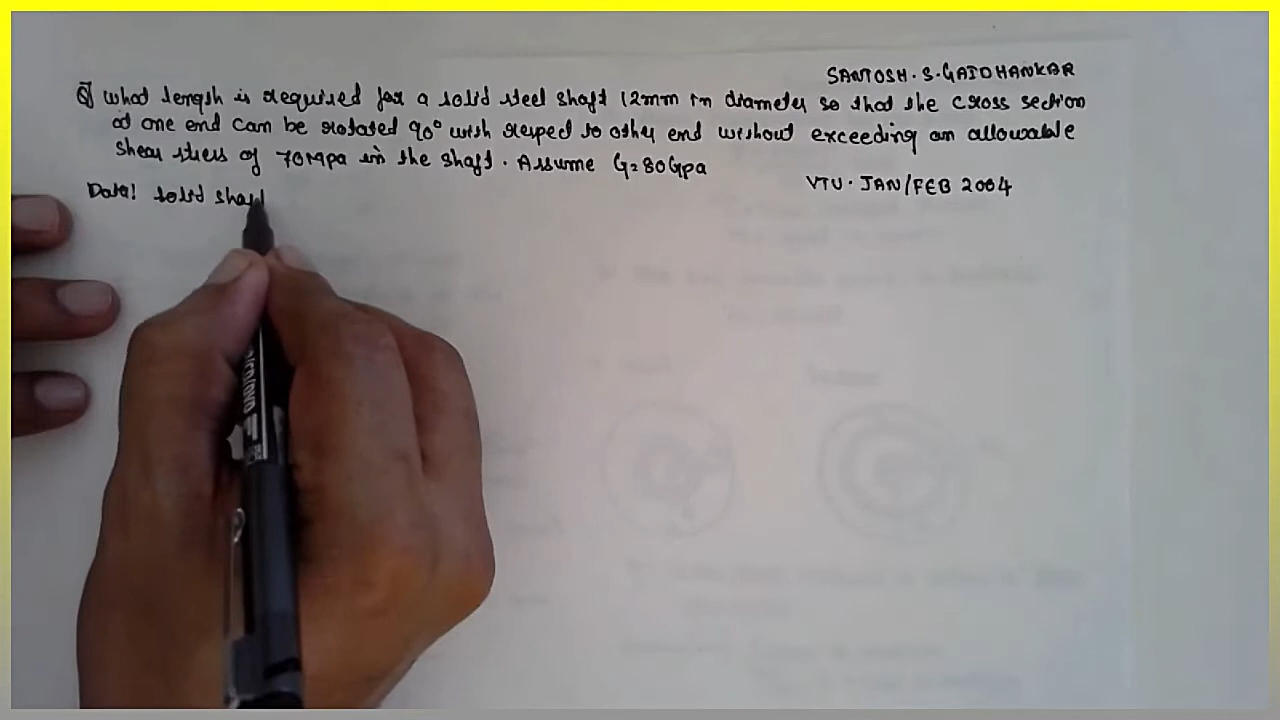 SANTOSH.S.GAIDHANKAR
Q] What length is required for a solid steel shaft 12mm in diameter so that the cross section
at one end can be rotated 90° with respect to other end without exceeding an allowable
shear stress of 70Mpa in the shaft. Assume G=80Gpa
VTU. JAN/FEB 2004
Data: solid shaf